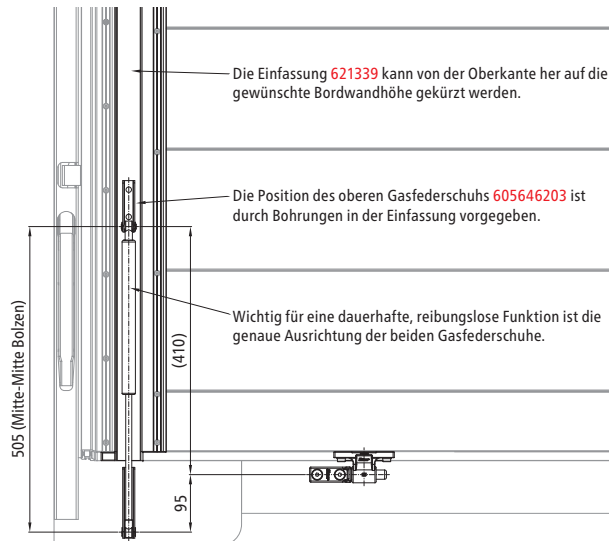 Die Einfassung 621339 kann von der Oberkante her auf die
gewünschte Bordwandhöhe gekürzt werden.
Die Position des oberen Gasfederschuhs 605646203 ist
durch Bohrungen in der Einfassung vorgegeben.
Wichtig für eine dauerhafte, reibungslose Funktion ist die
genaue Ausrichtung der beiden Gasfederschuhe.
505 (Mitte-Mitte Bolzen)
(410)
95